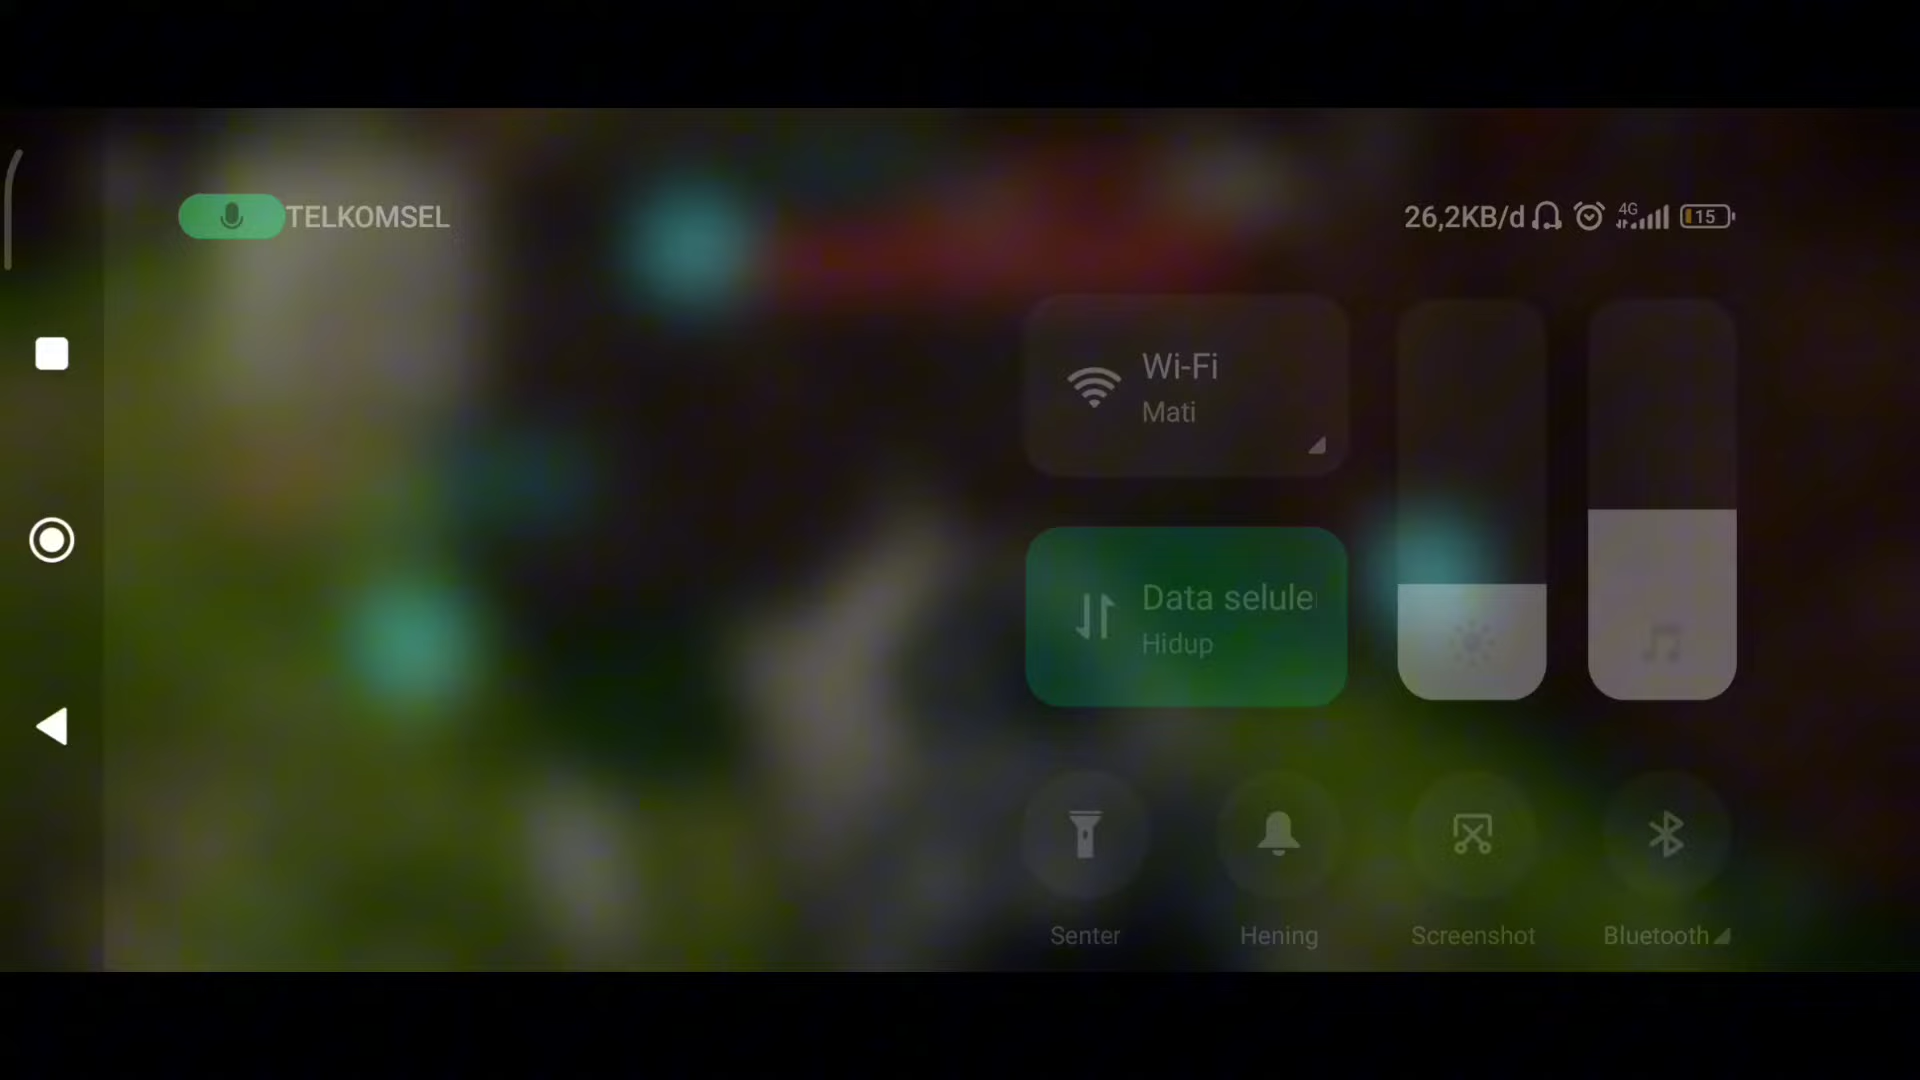 TELKOMSEL
26,2KB/d 4G 15
Wi-Fi
Mati
Data selule
Hidup
Senter Hening Screenshot Bluetooth